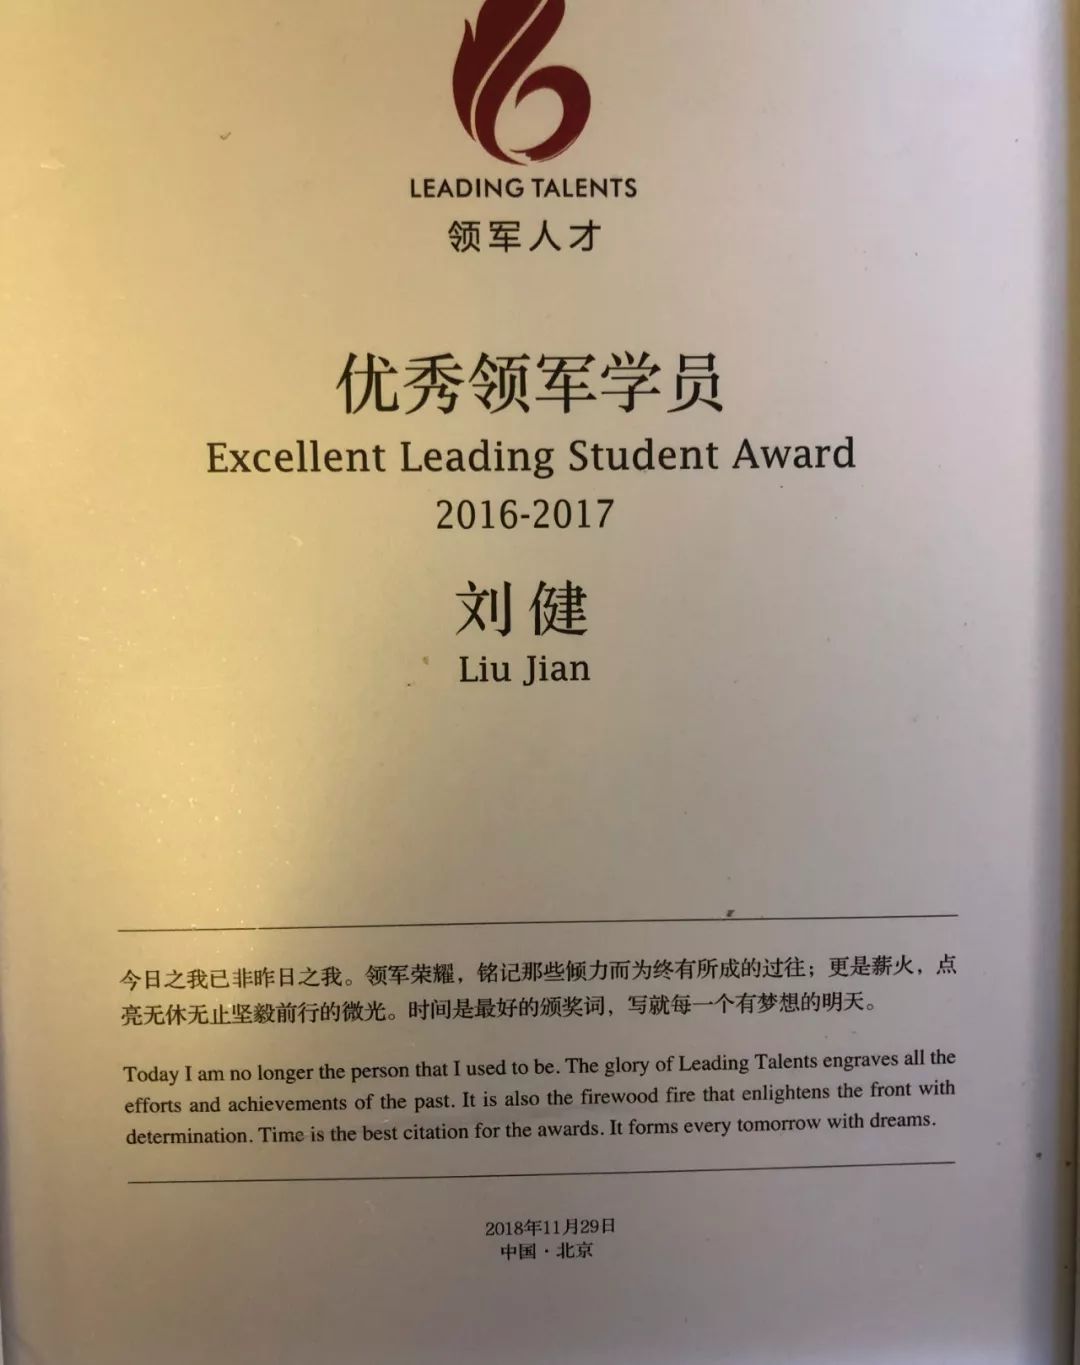 LEADING TALENTS
领军人才
优秀领军学员
Excellent Leading Student Award
2016-2017
刘健
Liu Jian
今日之我已非昨日之我。领军荣耀，铭记那些倾力而为终有所成的过往；更是薪火，点
亮无休无止坚毅前行的微光。时间是最好的颁奖词，写就每一个有梦想的明天。
Today I am no longer the person that I used to be. The glory of Leading Talents engraves all the
efforts and achievements of the past. It is also the firewood fire that enlightens the front with
determination. Time is the best citation for the awards. It forms every tomorrow with dreams.
2018年11月29日
中国·北京